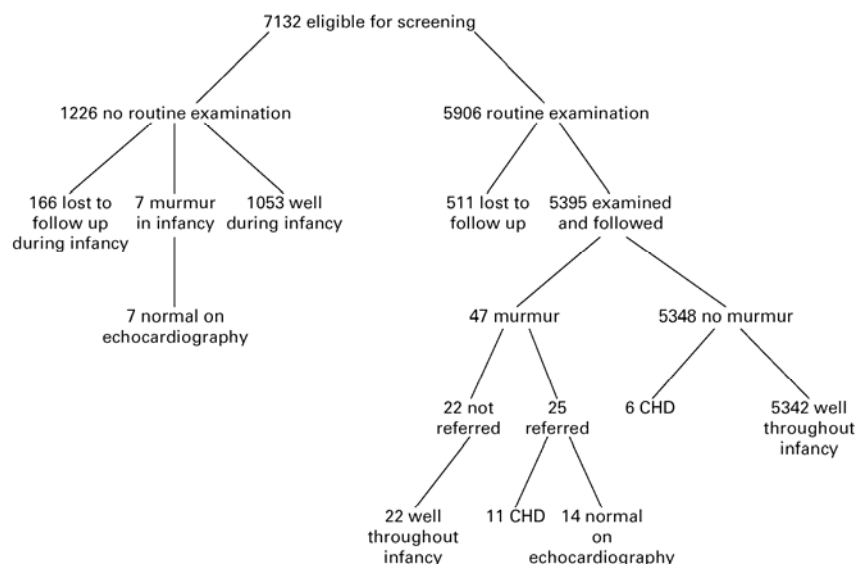 7132 eligible for screening
1226 no routine examination
5906 routine examination
166 lost to
follow up
during infancy
7 murmur
in infancy
1053 well
during infancy
511 lost to
follow up
5395 examined
and followed
7 normal on
echocardiography
47 murmur
5348 no murmur
22 not
referred
25
referred
6 CHD
5342 well
throughout
infancy
22 well
throughout
infancy
11 CHD
14 normal
on
echocardiography